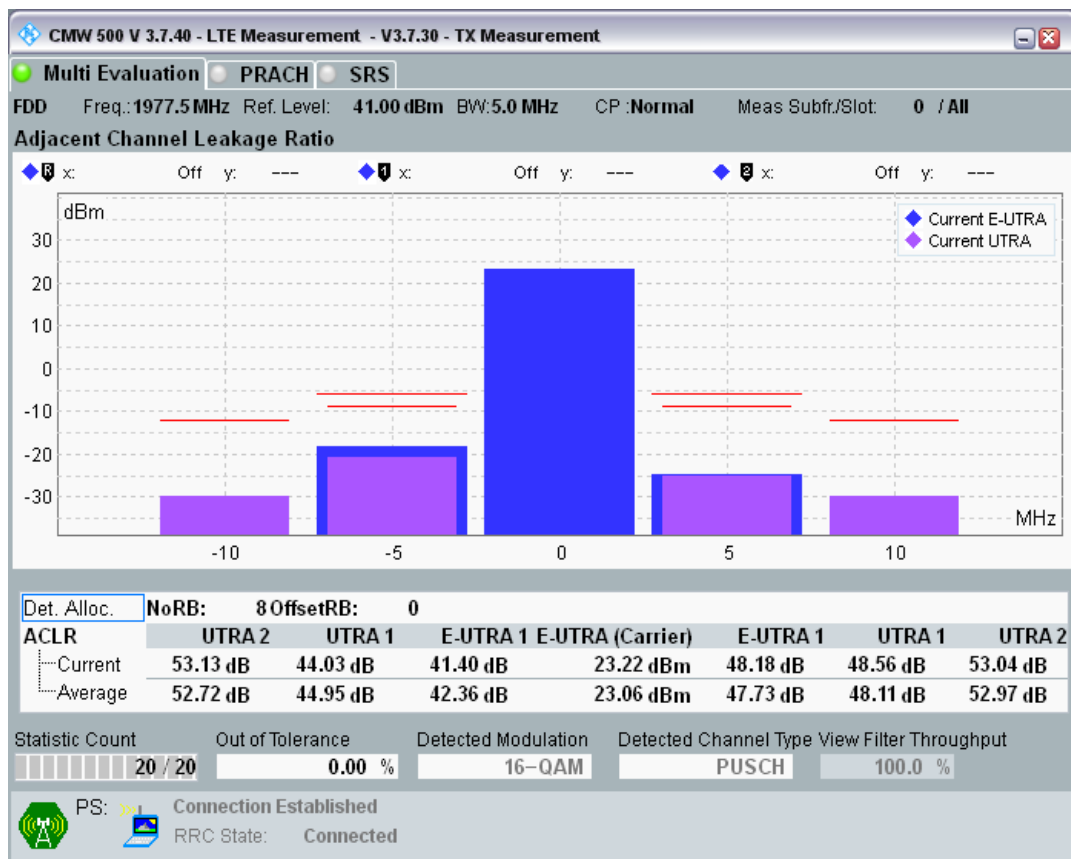 CMW 500 V 3.7.40 - LTE Measurement - V3.7.30 - TX Measurement
Multi Evaluation PRACH SRS
FDD Freq.:1977.5 MHz Ref. Level: 41.00 dBm BW:5.0 MHz CP :Normal Meas Subfr./Slot: 0 / All
Adjacent Channel Leakage Ratio
R x: Off y: --- 1 x: Off y: --- 2 x: Off y: ---
dBm
Current E-UTRA
Current UTRA
30
20
10
0
-10
-20
-30
MHz
-10 -5 0 5 10
Det. Alloc. NoRB: 8 OffsetRB: 0
ACLR UTRA 2 UTRA 1 E-UTRA 1 E-UTRA (Carrier) E-UTRA 1 UTRA 1 UTRA 2
Current 53.13 dB 44.03 dB 41.40 dB 23.22 dBm 48.18 dB 48.56 dB 53.04 dB
Average 52.72 dB 44.95 dB 42.36 dB 23.06 dBm 47.73 dB 48.11 dB 52.97 dB
Statistic Count Out of Tolerance Detected Modulation Detected Channel Type View Filter Throughput
20 / 20 0.00 % 16-QAM PUSCH 100.0 %
PS: Connection Established
RRC State: Connected